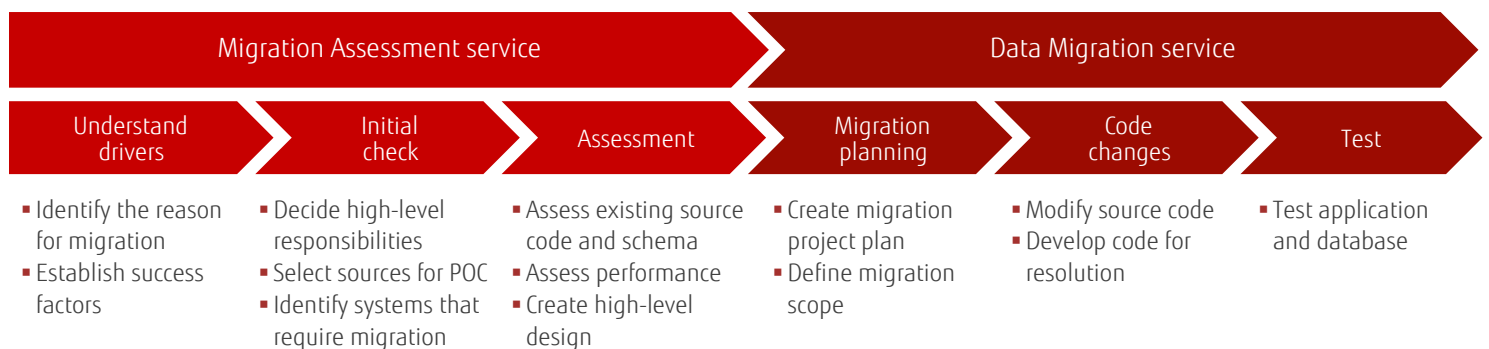 Migration Assessment service
Data Migration service
Understand
drivers
Initial
check
Assessment
Migration
planning
Code
changes
Test
▪ Identify the reason
for migration
▪ Establish success
factors
▪ Decide high-level
responsibilities
▪ Select sources for POC
▪ Identify systems that
require migration
▪ Assess existing source
code and schema
▪ Assess performance
▪ Create high-level
design
▪ Create migration
project plan
▪ Define migration
scope
▪ Modify source code
▪ Develop code for
resolution
▪ Test application
and database